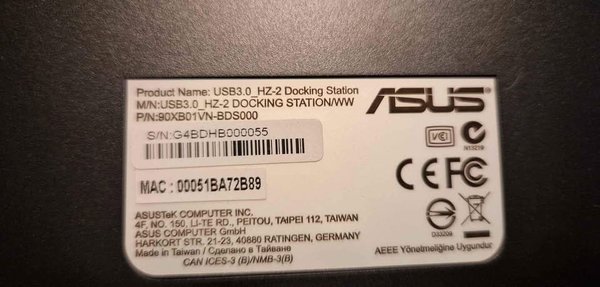 Product Name: USB3.0_HZ-2 Docking Station
M/N:USB3.0_HZ-2 DOCKING STATION/WW
P/N:90XB01VN-BDS000
ASUS
S/N:G4BDHB000055
VCI
N13219
MAC : 00051BA72B89
CE FC
ASUSTeK COMPUTER INC.
4F, NO. 150, LI-TE RD., PEITOU, TAIPEI 112, TAIWAN
ASUS COMPUTER GmbH
HARKORT STR. 21-23, 40880 RATINGEN, GERMANY
Made in Taiwan / Сделано в Тайване
CAN ICES-3 (B)/NMB-3(B)
D33209
AEEE Yönetmeliğine Uygundur